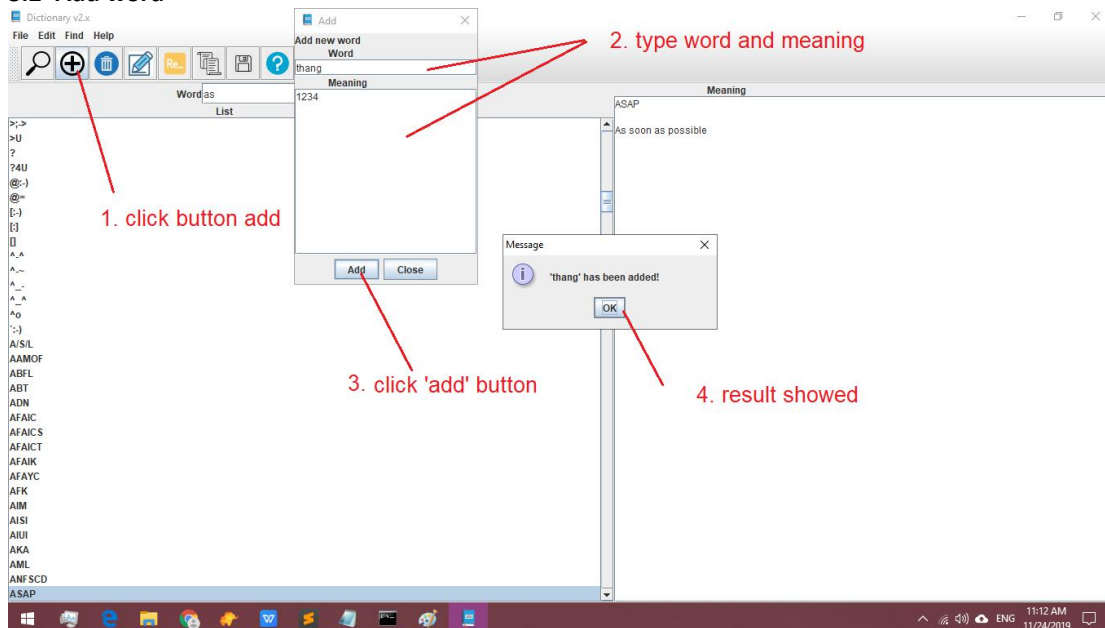 Dictionary v2.x
File Edit Find Help
Re..
Word as
List
>;->
>U
?
?4U
@:-)
@=
[:-)
[:]
[]
^.^
^.~
^_-
^_^
^o
`:-)
A/S/L
AAMOF
ABFL
ABT
ADN
AFAIC
AFAICS
AFAICT
AFAIK
AFAYC
AFK
AIM
AISI
AIUI
AKA
AML
ANFSCD
ASAP
Meaning
ASAP
As soon as possible
Add
Add new word
Word
thang
Meaning
1234
Add Close
Message
'thang' has been added!
OK
1. click button add
2. type word and meaning
3. click 'add' button
4. result showed
ENG
11:12 AM
11/24/2019